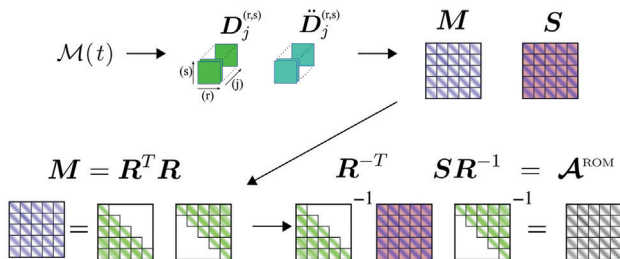 𝓜(t) → D_j^(r,s) D̈_j^(r,s) → M S
(s) (r) (j)
M = R^T R R^{-T} S R^{-1} = 𝓐^ROM
= → -1 -1 =